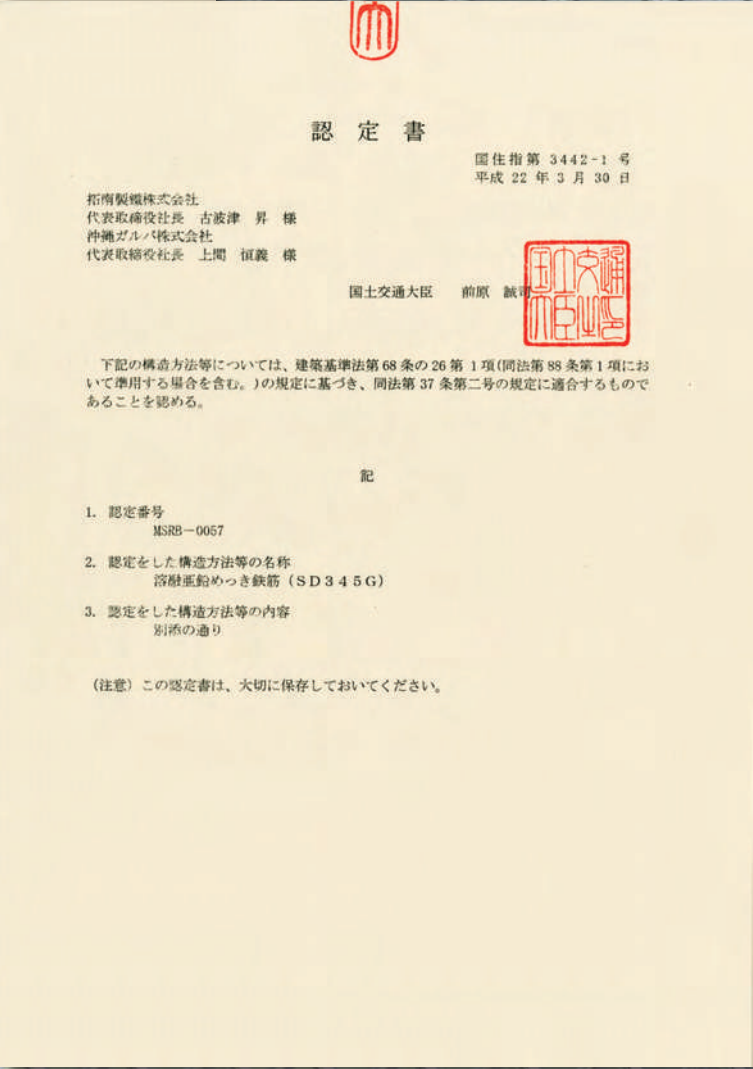 認 定 書
国住指第 3442-1 号
平成 22 年 3 月 30 日
拓南製鐵株式会社
代表取締役社長 古波津 昇 様
沖縄ガルバ株式会社
代表取締役社長 上間 恒義 様
国土交通大臣 前原 誠司
下記の構造方法等については、建築基準法第 68 条の 26 第 1 項(同法第 88 条第 1 項にお
いて準用する場合を含む。)の規定に基づき、同法第 37 条第二号の規定に適合するもので
あることを認める。
記
1. 認定番号
MSRB-0057
2. 認定をした構造方法等の名称
溶融亜鉛めっき鉄筋(SD345G)
3. 認定をした構造方法等の内容
別添の通り
(注意)この認定書は、大切に保存しておいてください。